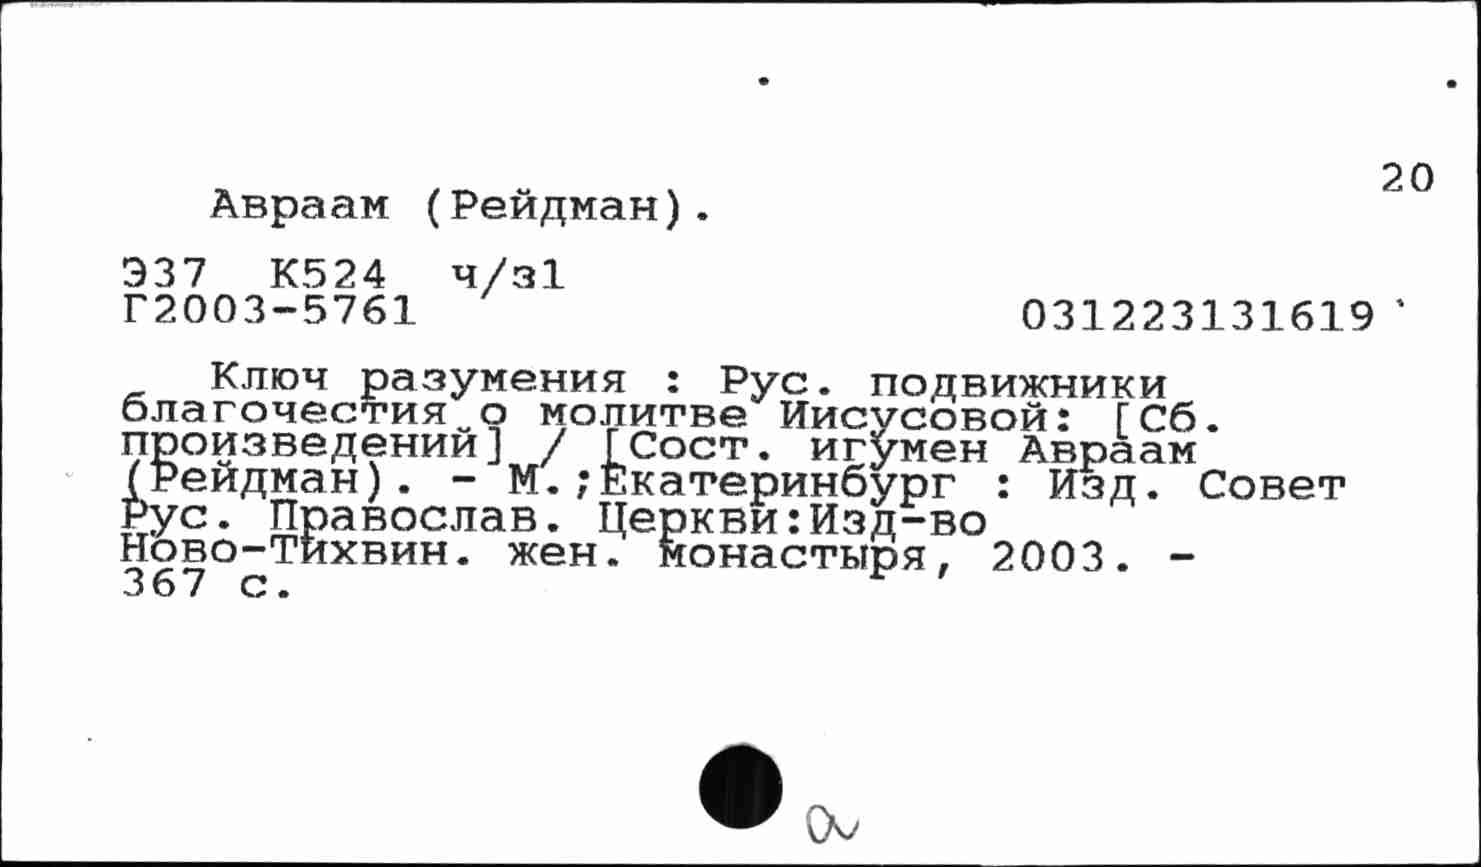 20
Авраам (Рейдман).
Э37 К524 ч/з1
Г2003-5761 031223131619
Ключ разумения : Рус. подвижники
благочестия о молитве Иисусовой: [Сб.
произведений] / [Сост. игумен Авраам
(Рейдман). - М.;Екатеринбург : Изд. Совет
Рус. Православ. Церкви:Изд-во
Ново-Тихвин. жен. монастыря, 2003. -
367 с.
а